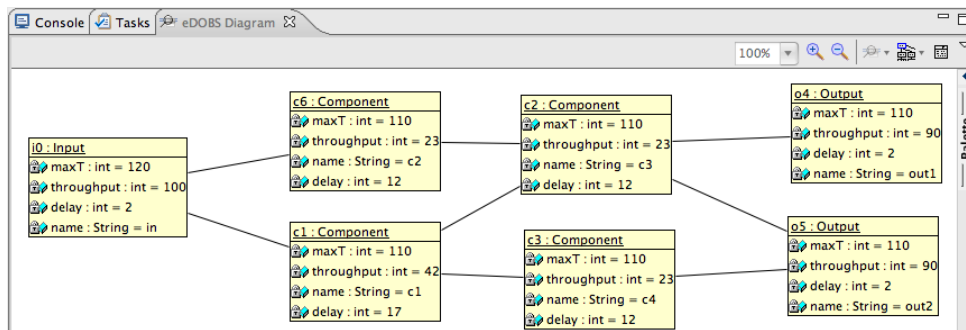 Console Tasks eDOBS Diagram
100%
i0 : Input
maxT : int = 120
throughput : int = 100
delay : int = 2
name : String = in
c6 : Component
maxT : int = 110
throughput : int = 23
name : String = c2
delay : int = 12
c1 : Component
maxT : int = 110
throughput : int = 42
name : String = c1
delay : int = 17
c2 : Component
maxT : int = 110
throughput : int = 23
name : String = c3
delay : int = 12
c3 : Component
maxT : int = 110
throughput : int = 23
name : String = c4
delay : int = 12
o4 : Output
maxT : int = 110
throughput : int = 90
delay : int = 2
name : String = out1
o5 : Output
maxT : int = 110
throughput : int = 90
delay : int = 2
name : String = out2